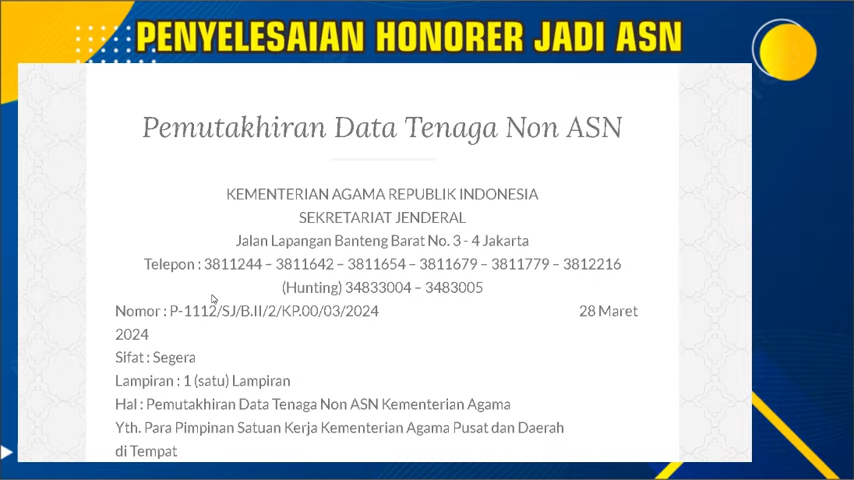 PENYELESAIAN HONORER JADI ASN
Pemutakhiran Data Tenaga Non ASN
KEMENTERIAN AGAMA REPUBLIK INDONESIA
SEKRETARIAT JENDERAL
Jalan Lapangan Banteng Barat No. 3 - 4 Jakarta
Telepon : 3811244 – 3811642 – 3811654 – 3811679 – 3811779 – 3812216
(Hunting) 34833004 – 3483005
Nomor : P-1112/SJ/B.II/2/KP.00/03/2024 28 Maret
2024
Sifat : Segera
Lampiran : 1 (satu) Lampiran
Hal : Pemutakhiran Data Tenaga Non ASN Kementerian Agama
Yth. Para Pimpinan Satuan Kerja Kementerian Agama Pusat dan Daerah
di Tempat